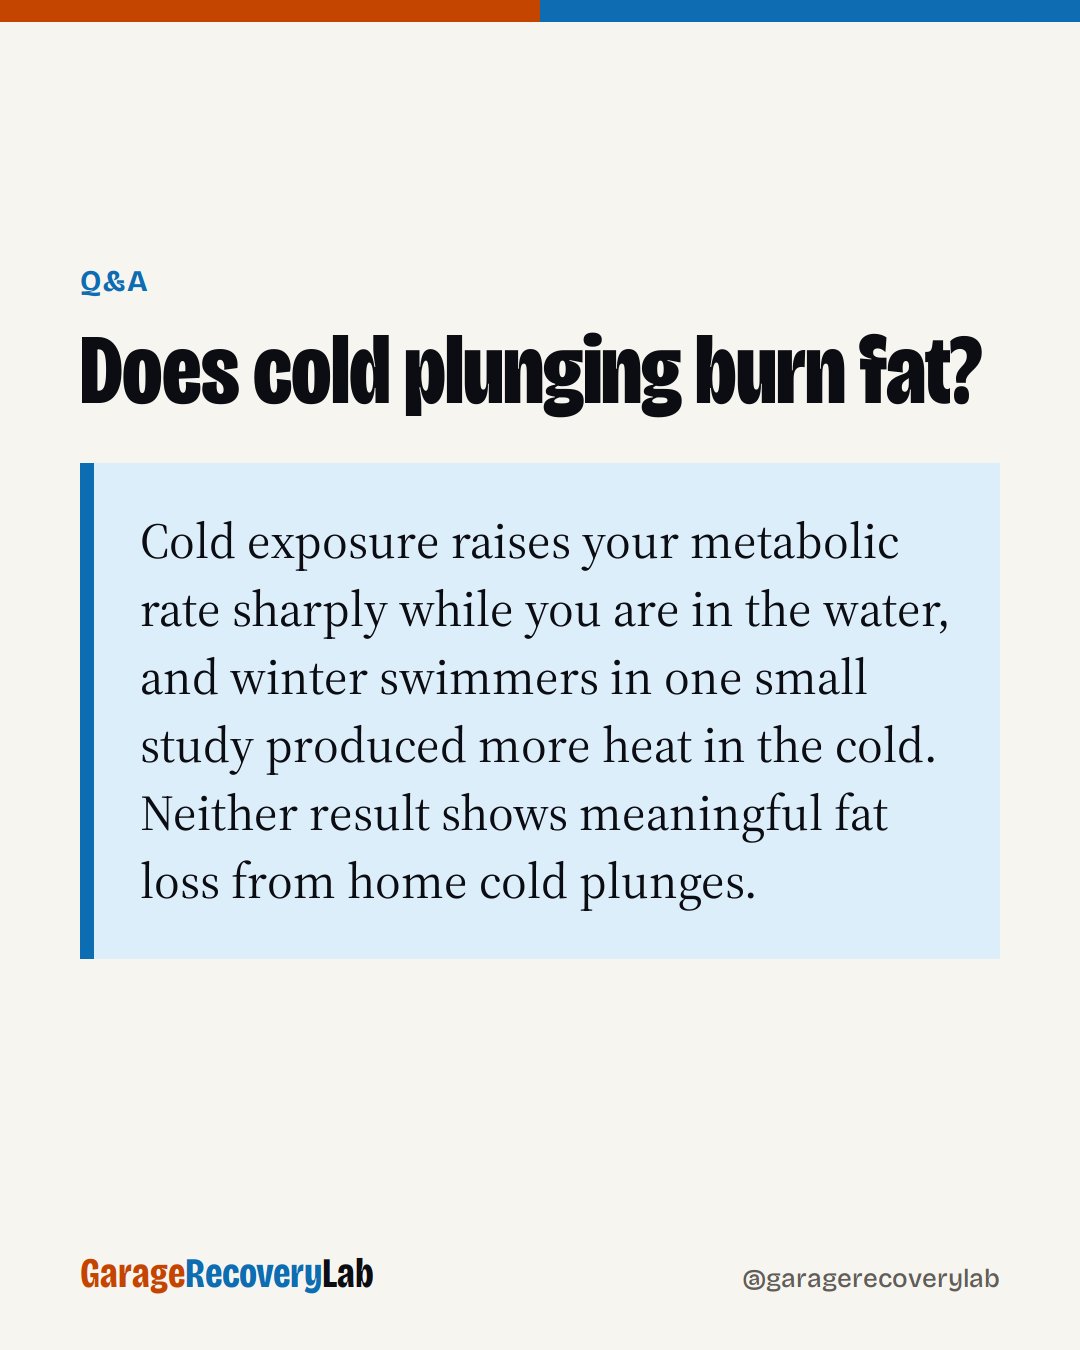 Q&A
Does cold plunging burn fat?
Cold exposure raises your metabolic
rate sharply while you are in the water,
and winter swimmers in one small
study produced more heat in the cold.
Neither result shows meaningful fat
loss from home cold plunges.
GarageRecoveryLab
@garagerecoverylab